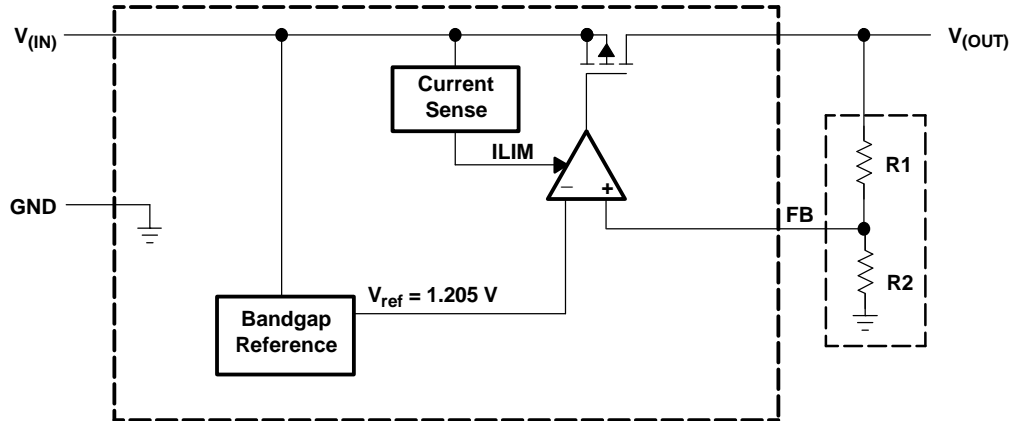 V(IN)
V(OUT)
Current
Sense
ILIM
R1
− +
GND
FB
R2
Vref = 1.205 V
Bandgap
Reference